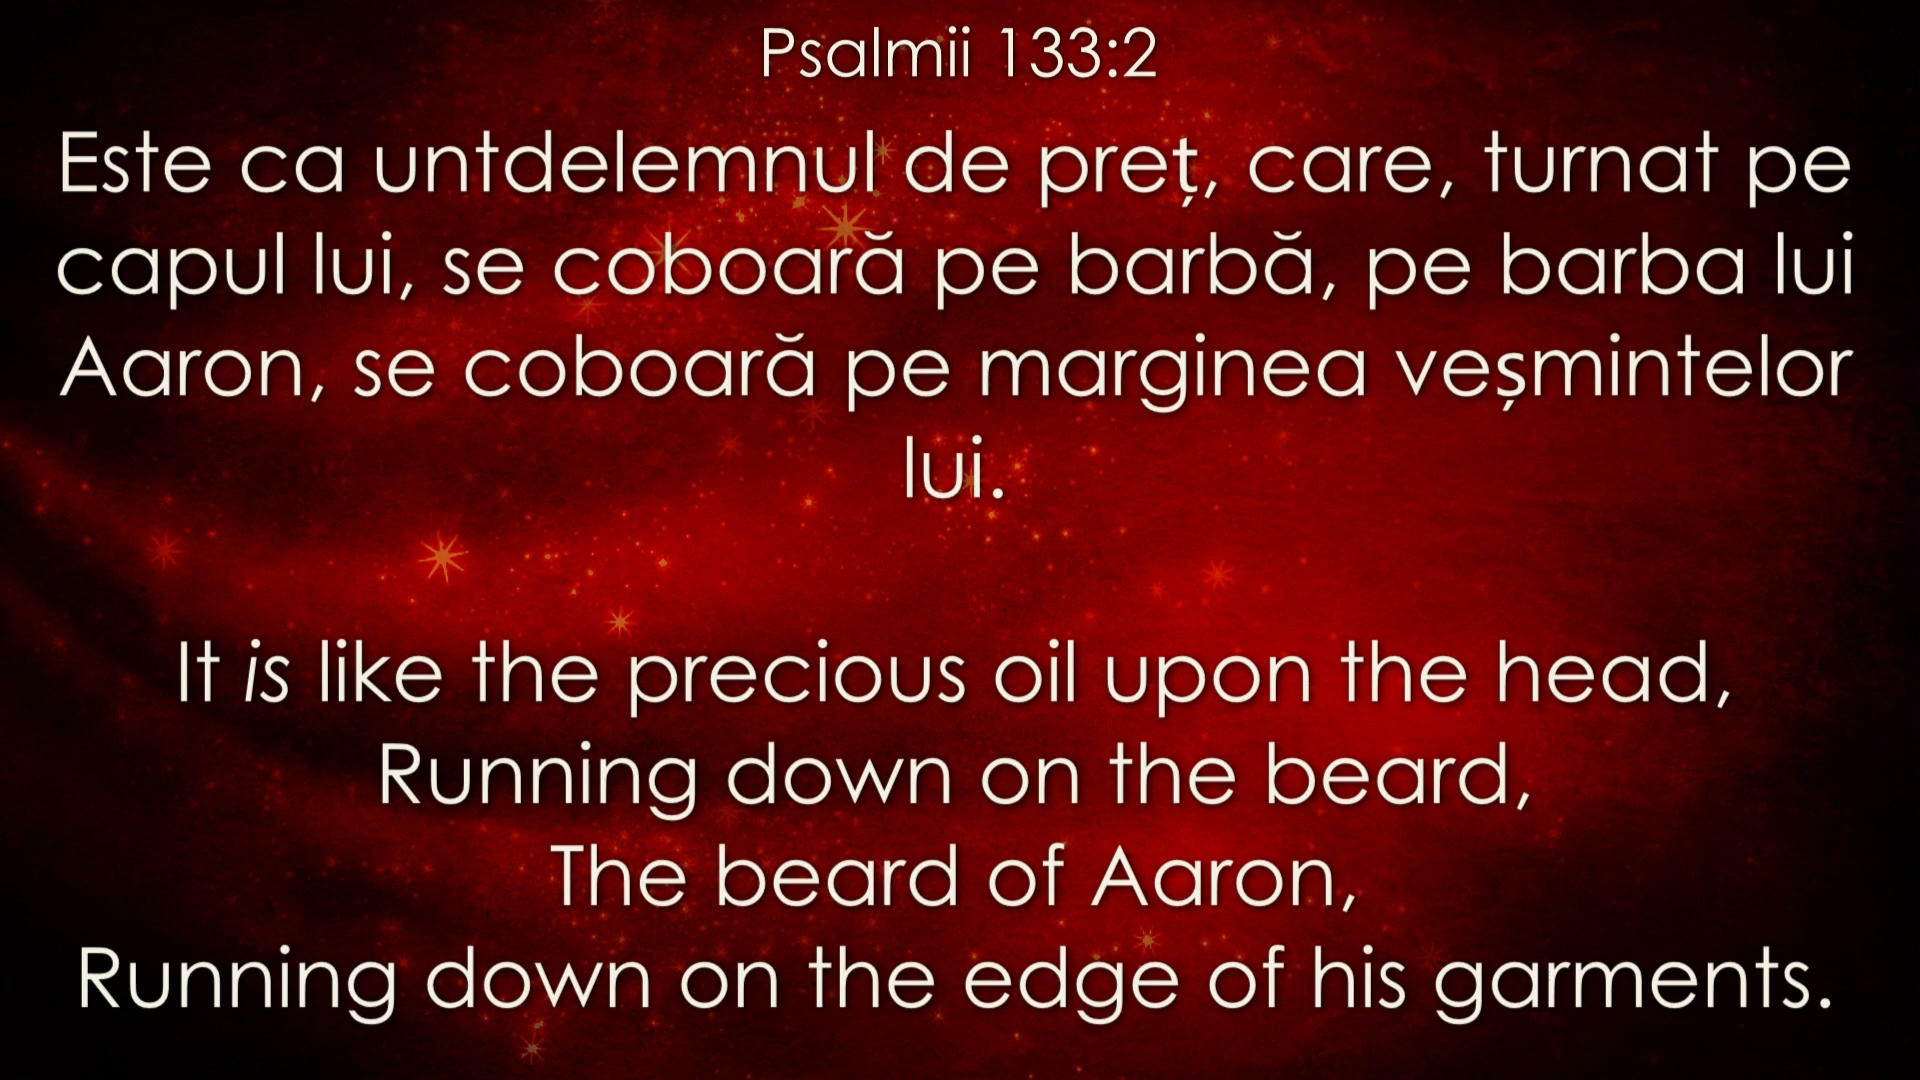 Psalmii 133:2
Este ca untdelemnul de preț, care, turnat pe
capul lui, se coboară pe barbă, pe barba lui
Aaron, se coboară pe marginea veșmintelor
lui.
It is like the precious oil upon the head,
Running down on the beard,
The beard of Aaron,
Running down on the edge of his garments.